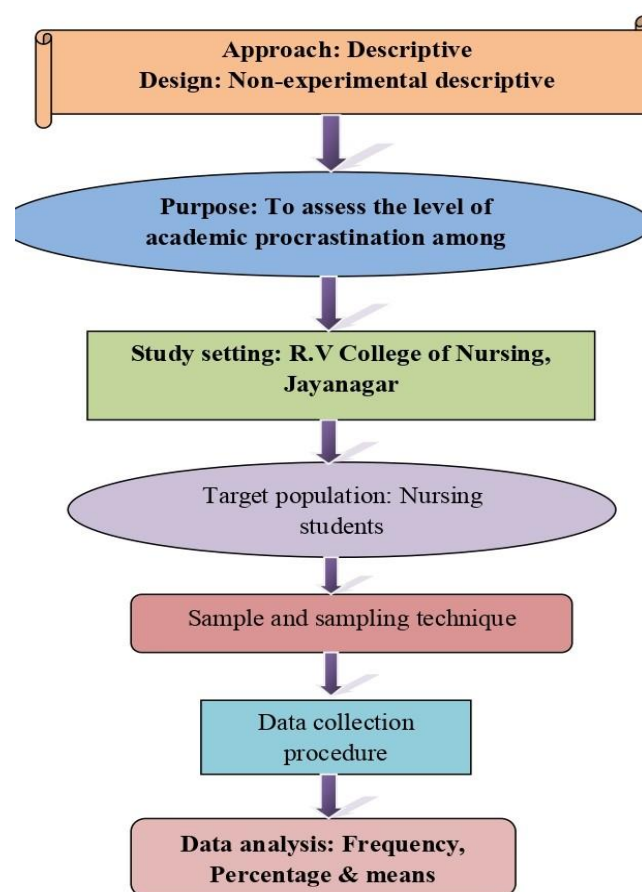 Approach: Descriptive
Design: Non-experimental descriptive
Purpose: To assess the level of
academic procrastination among
Study setting: R.V College of Nursing,
Jayanagar
Target population: Nursing
students
Sample and sampling technique
Data collection
procedure
Data analysis: Frequency,
Percentage & means